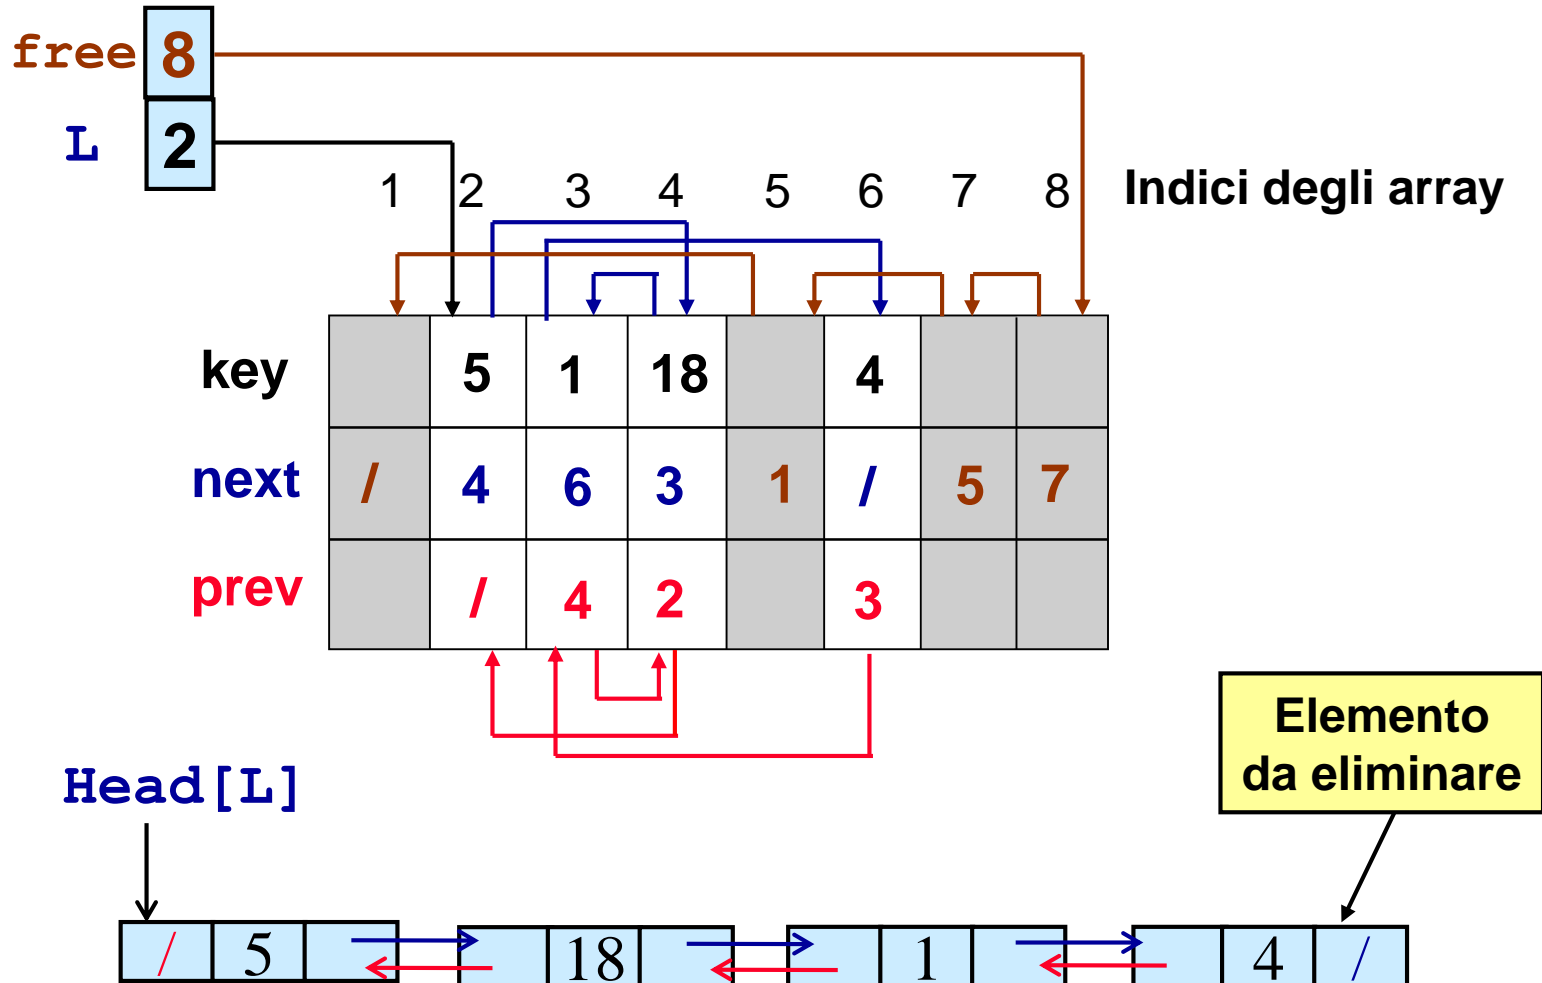 free 8
L 2
1 2 3 4 5 6 7 8 Indici degli array
key 5 1 18 4
next / 4 6 3 1 / 5 7
prev / 4 2 3
Elemento
da eliminare
Head[L]
/ 5 18 1 4 /